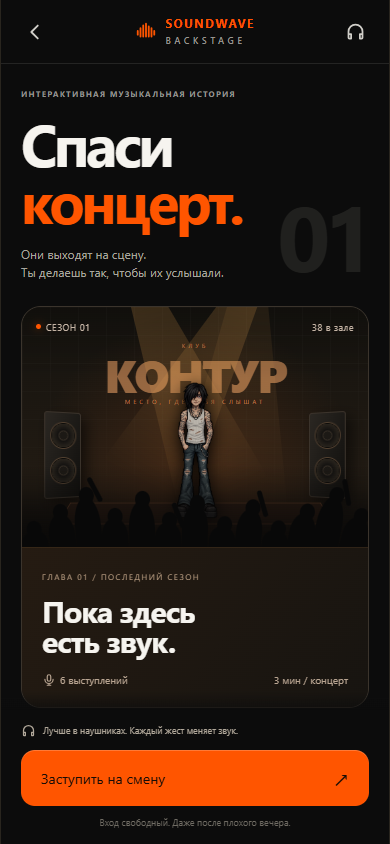 SOUNDWAVE
BACKSTAGE
ИНТЕРАКТИВНАЯ МУЗЫКАЛЬНАЯ ИСТОРИЯ
Спаси
концерт.
01
Они выходят на сцену.
Ты делаешь так, чтобы их услышали.
СЕЗОН 01
38 в зале
КЛУБ
КОНТУР
МЕСТО, ГДЕ СЛЫШАТ
ГЛАВА 01 / ПОСЛЕДНИЙ СЕЗОН
Пока здесь
есть звук.
6 выступлений
3 мин / концерт
Лучше в наушниках. Каждый жест меняет звук.
Заступить на смену
Вход свободный. Даже после плохого вечера.